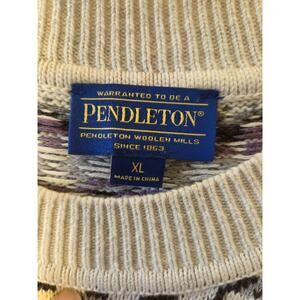 WARRANTED TO BE A
PENDLETON®
PENDLETON WOOLEN MILLS
SINCE 1863
XL
MADE IN CHINA